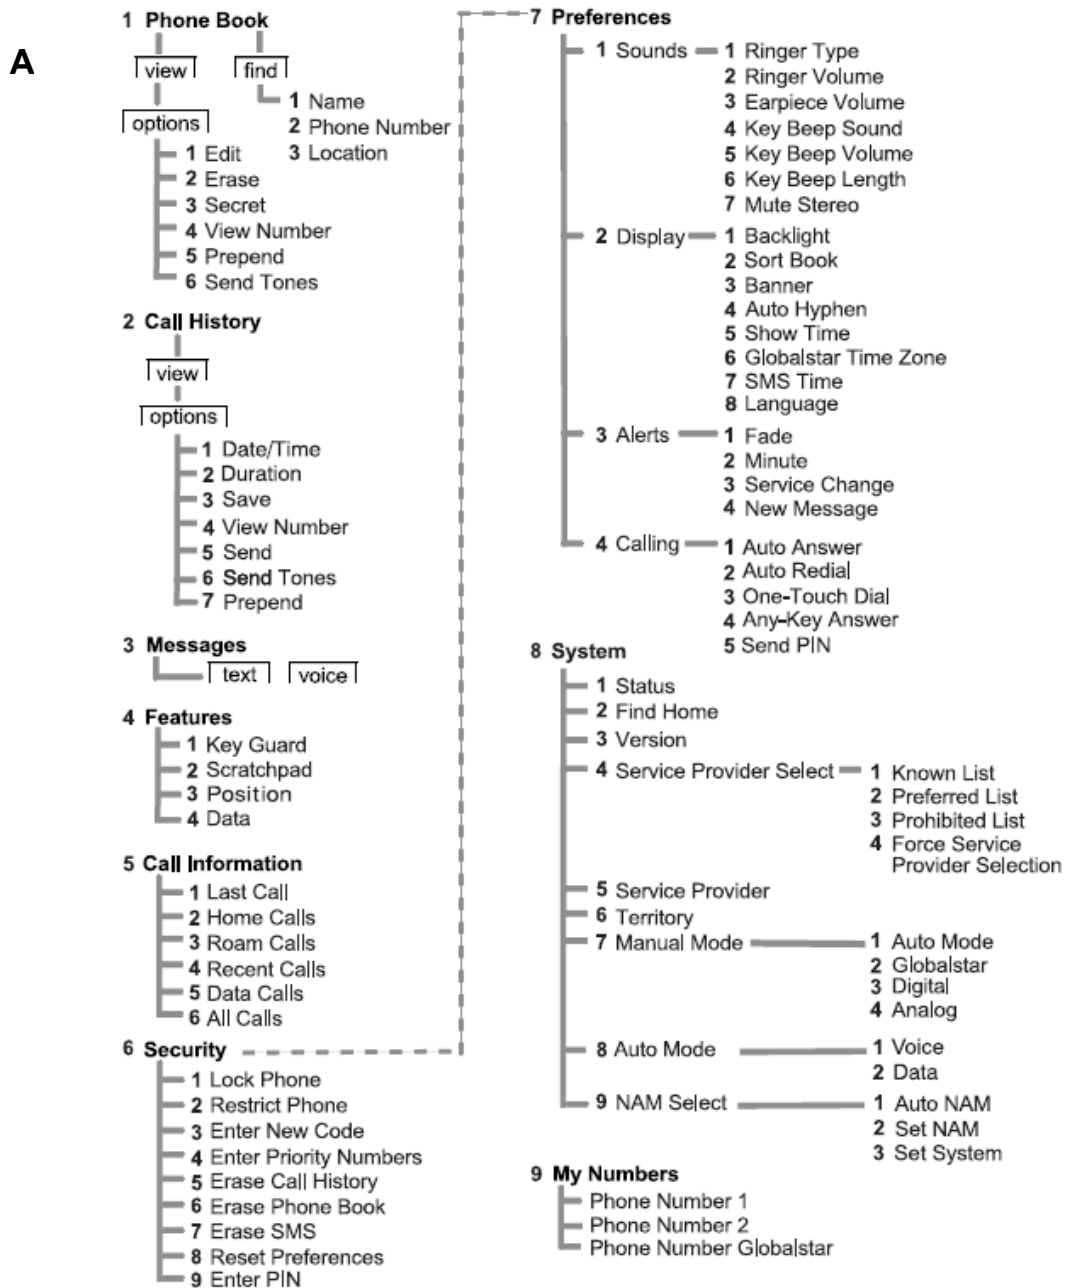 A
1 Phone Book
view find
1 Name
options
2 Phone Number
3 Location
1 Edit
2 Erase
3 Secret
4 View Number
5 Prepend
6 Send Tones
2 Call History
view
options
1 Date/Time
2 Duration
3 Save
4 View Number
5 Send
6 Send Tones
7 Prepend
3 Messages
text voice
4 Features
1 Key Guard
2 Scratchpad
3 Position
4 Data
5 Call Information
1 Last Call
2 Home Calls
3 Roam Calls
4 Recent Calls
5 Data Calls
6 All Calls
6 Security
1 Lock Phone
2 Restrict Phone
3 Enter New Code
4 Enter Priority Numbers
5 Erase Call History
6 Erase Phone Book
7 Erase SMS
8 Reset Preferences
9 Enter PIN
7 Preferences
1 Sounds
1 Ringer Type
2 Ringer Volume
3 Earpiece Volume
4 Key Beep Sound
5 Key Beep Volume
6 Key Beep Length
7 Mute Stereo
2 Display
1 Backlight
2 Sort Book
3 Banner
4 Auto Hyphen
5 Show Time
6 Globalstar Time Zone
7 SMS Time
8 Language
3 Alerts
1 Fade
2 Minute
3 Service Change
4 New Message
4 Calling
1 Auto Answer
2 Auto Redial
3 One-Touch Dial
4 Any-Key Answer
5 Send PIN
8 System
1 Status
2 Find Home
3 Version
4 Service Provider Select
1 Known List
2 Preferred List
3 Prohibited List
4 Force Service
Provider Selection
5 Service Provider
6 Territory
7 Manual Mode
1 Auto Mode
2 Globalstar
3 Digital
4 Analog
8 Auto Mode
1 Voice
2 Data
9 NAM Select
1 Auto NAM
2 Set NAM
3 Set System
9 My Numbers
Phone Number 1
Phone Number 2
Phone Number Globalstar